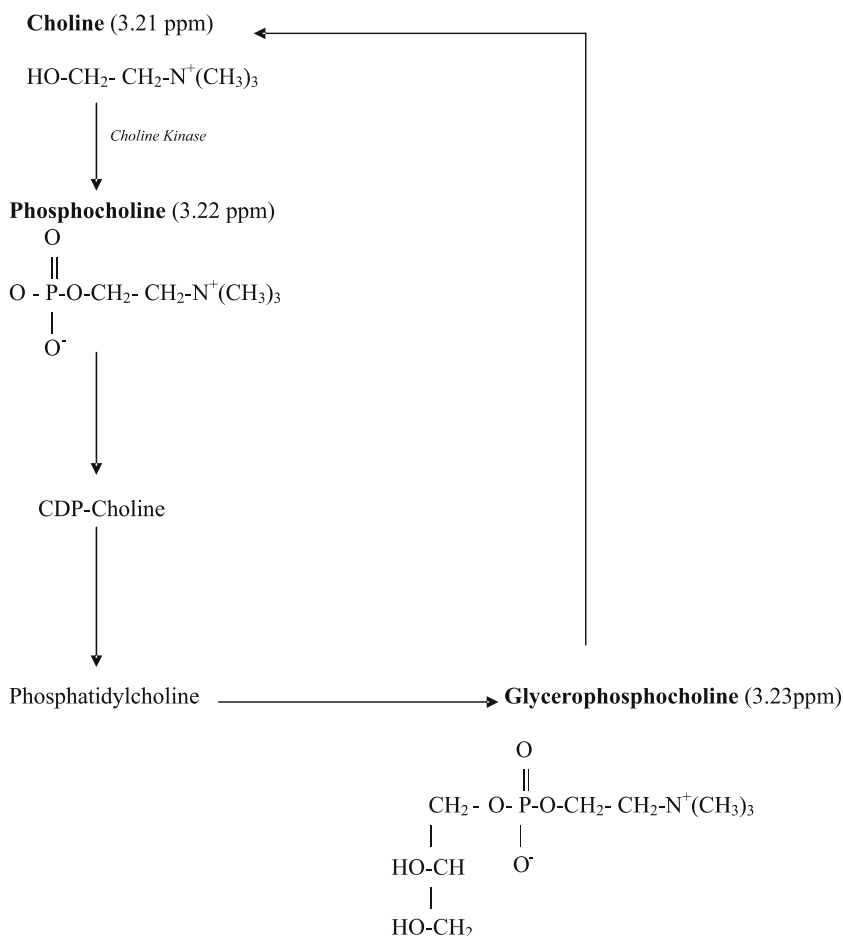 Choline (3.21 ppm)
HO-CH₂- CH₂-N⁺(CH₃)₃
Choline Kinase
Phosphocholine (3.22 ppm)
O
O - P-O-CH₂- CH₂-N⁺(CH₃)₃
O⁻
CDP-Choline
Phosphatidylcholine
Glycerophosphocholine (3.23ppm)
O
CH₂- O- P-O-CH₂- CH₂-N⁺(CH₃)₃
HO-CH
O⁻
HO-CH₂